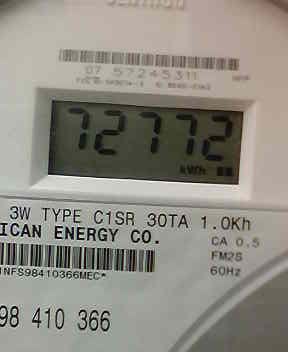 07 57245311
72772
kWh
3W TYPE C1SR 30TA 1.0Kh
ICAN ENERGY CO.
CA 0.5
FM2S
60Hz
1NFS98410366MEC*
98 410 366